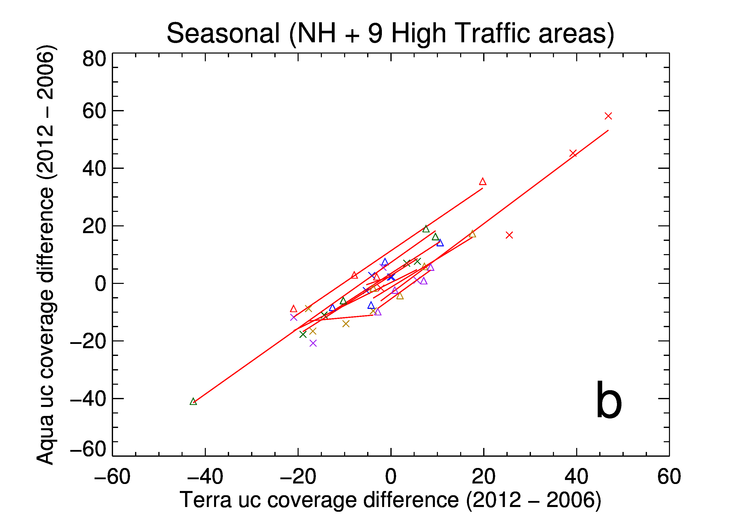 Seasonal (NH + 9 High Traffic areas)
Aqua uc coverage difference (2012 − 2006)
80
60
40
20
0
−20
−40
−60
b
−60 −40 −20 0 20 40 60
Terra uc coverage difference (2012 − 2006)